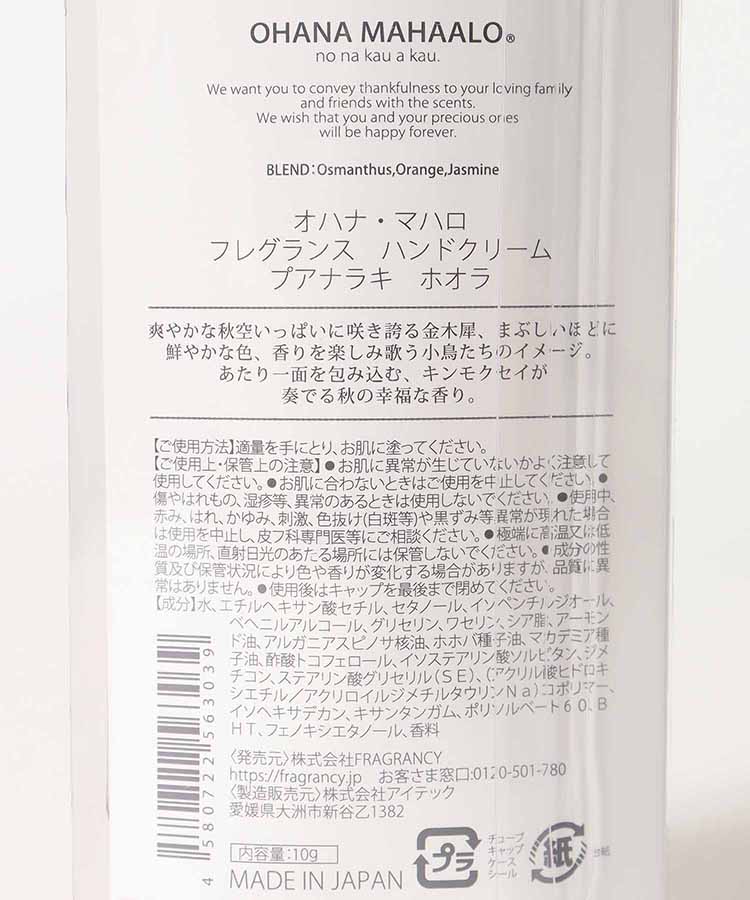 OHANA MAHAALO®
no na kau a kau.
We want you to convey thankfulness to your loving family
and friends with the scents.
We wish that you and your precious ones
will be happy forever.
BLEND:Osmanthus,Orange,Jasmine
オハナ・マハロ
フレグランス ハンドクリーム
プアナラキ ホオラ
爽やかな秋空いっぱいに咲き誇る金木犀、まぶしいほどに
鮮やかな色、香りを楽しみ歌う小鳥たちのイメージ。
あたり一面を包み込む、キンモクセイが
奏でる秋の幸福な香り。
【ご使用方法】適量を手にとり、お肌に塗ってください。
【ご使用上・保管上の注意】●お肌に異常が生じていないかよく注意して
使用してください。●お肌に合わないときはご使用を中止してください。●
傷やはれもの、湿疹等、異常のあるときは使用しないでください。●使用中、
赤み、はれ、かゆみ、刺激、色抜け(白斑等)や黒ずみ等異常が現れた場合
は使用を中止し、皮フ科専門医等にご相談ください。●極端に高温又は低
温の場所、直射日光のあたる場所には保管しないでください。●成分の性
質及び保管状況により色や香りが変化する場合がありますが、品質に異
常はありません。●使用後はキャップを最後まで閉めてください。
【成分】水、エチルヘキサン酸セチル、セタノール、イソペンチルジオール、
ベヘニルアルコール、グリセリン、ワセリン、シア脂、アーモン
ド油、アルガニアスピノサ核油、ホホバ種子油、マカデミア種
子油、酢酸トコフェロール、イソステアリン酸ソルビタン、ジメ
チコン、ステアリン酸グリセリル(SE)、(アクリル酸ヒドロキ
シエチル/アクリロイルジメチルタウリンNa)コポリマー、
イソヘキサデカン、キサンタンガム、ポリソルベート60、B
HT、フェノキシエタノール、香料
〈発売元〉株式会社FRAGRANCY
https://fragrancy.jp お客さま窓口:0120-501-780
〈製造販売元〉株式会社アイテック
愛媛県大洲市新谷乙1382
4 580722 563039
内容量:10g
MADE IN JAPAN
プラ
チューブ
キャップ
ケース
シール
紙
台紙